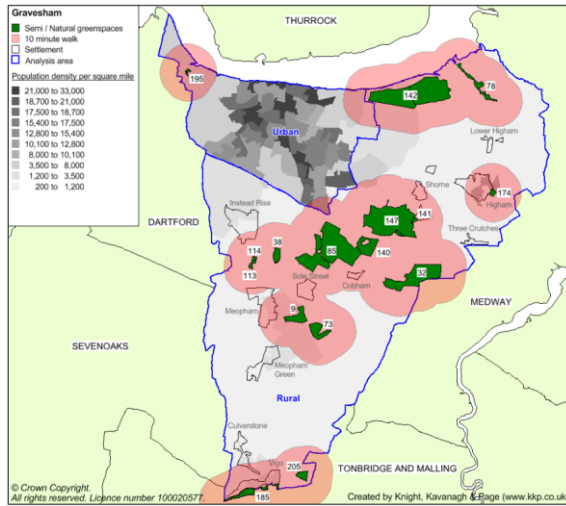 Gravesham
Semi / Natural greenspaces
10 minute walk
Settlement
Analysis area
Population density per square mile
21,000 to 33,000
18,700 to 21,000
17,500 to 18,700
15,400 to 17,500
12,800 to 15,400
10,100 to 12,800
8,000 to 10,100
3,500 to 8,000
1,200 to 3,500
200 to 1,200
THURROCK
195
142
78
Urban
Lower Higham
Shorne
174
Higham
Instead Rise
DARTFORD
147
141
Three Crutches
114
38
113
85
140
Sole Street
Cobham
32
MEDWAY
Meopham
9
73
SEVENOAKS
Meopham
Green
Rural
Culverstone
Vigo
205
TONBRIDGE AND MALLING
185
© Crown Copyright.
All rights reserved. Licence number 100020577.
Created by Knight, Kavanagh & Page (www.kkp.co.uk